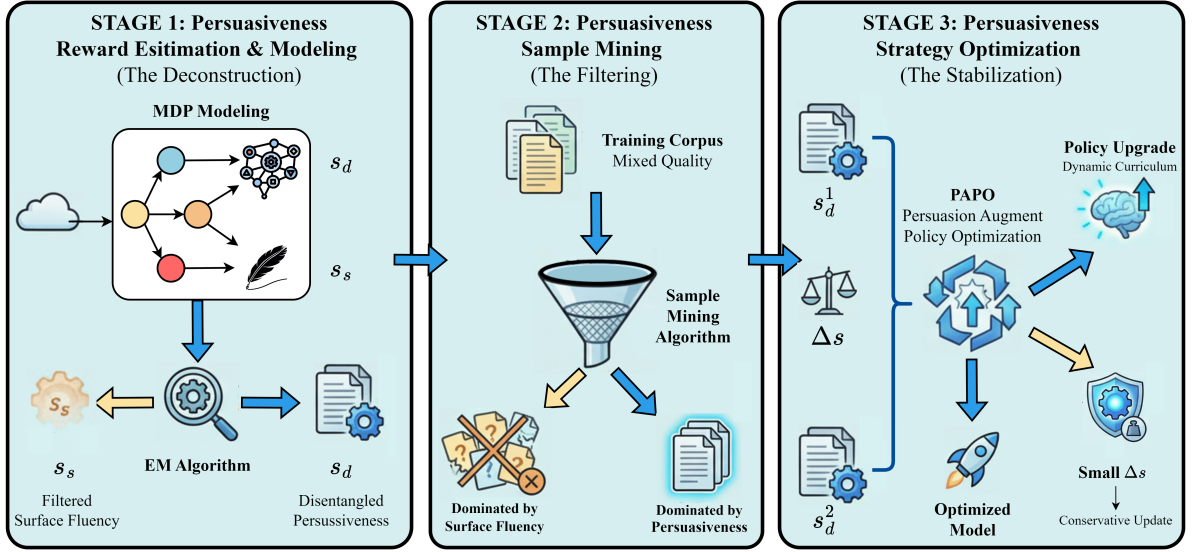 STAGE 1: Persuasiveness
Reward Esitimation & Modeling
(The Deconstruction)
MDP Modeling
s_d
s_s
S_s
s_s
EM Algorithm
s_d
Filtered
Surface Fluency
Disentangled
Persussiveness
STAGE 2: Persuasiveness
Sample Mining
(The Filtering)
Training Corpus
Mixed Quality
Sample
Mining
Algorithm
? ? ? ?
Dominated by
Surface Fluency
Dominated by
Persuasiveness
STAGE 3: Persuasiveness
Strategy Optimization
(The Stabilization)
s_d^1
Δs
s_d^2
PAPO
Persuasion Augment
Policy Optimization
Policy Upgrade
Dynamic Curriculum
Optimized
Model
Small Δs
Conservative Update